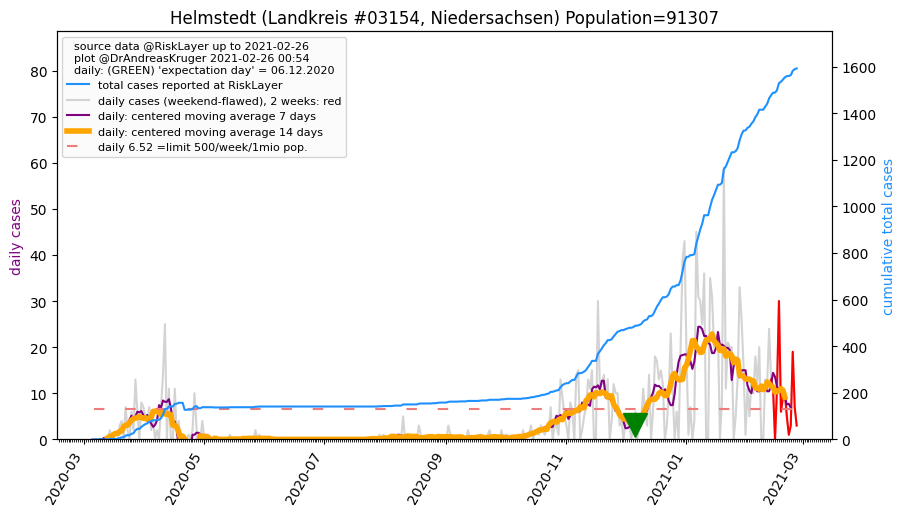 Helmstedt (Landkreis #03154, Niedersachsen) Population=91307
source data @RiskLayer up to 2021-02-26
plot @DrAndreasKruger 2021-02-26 00:54
daily: (GREEN) 'expectation day' = 06.12.2020
total cases reported at RiskLayer
daily cases (weekend-flawed), 2 weeks: red
daily: centered moving average 7 days
daily: centered moving average 14 days
daily 6.52 =limit 500/week/1mio pop.
daily cases
80
70
60
50
40
30
20
10
0
cumulative total cases
1600
1400
1200
1000
800
600
400
200
0
2020-03
2020-05
2020-07
2020-09
2020-11
2021-01
2021-03